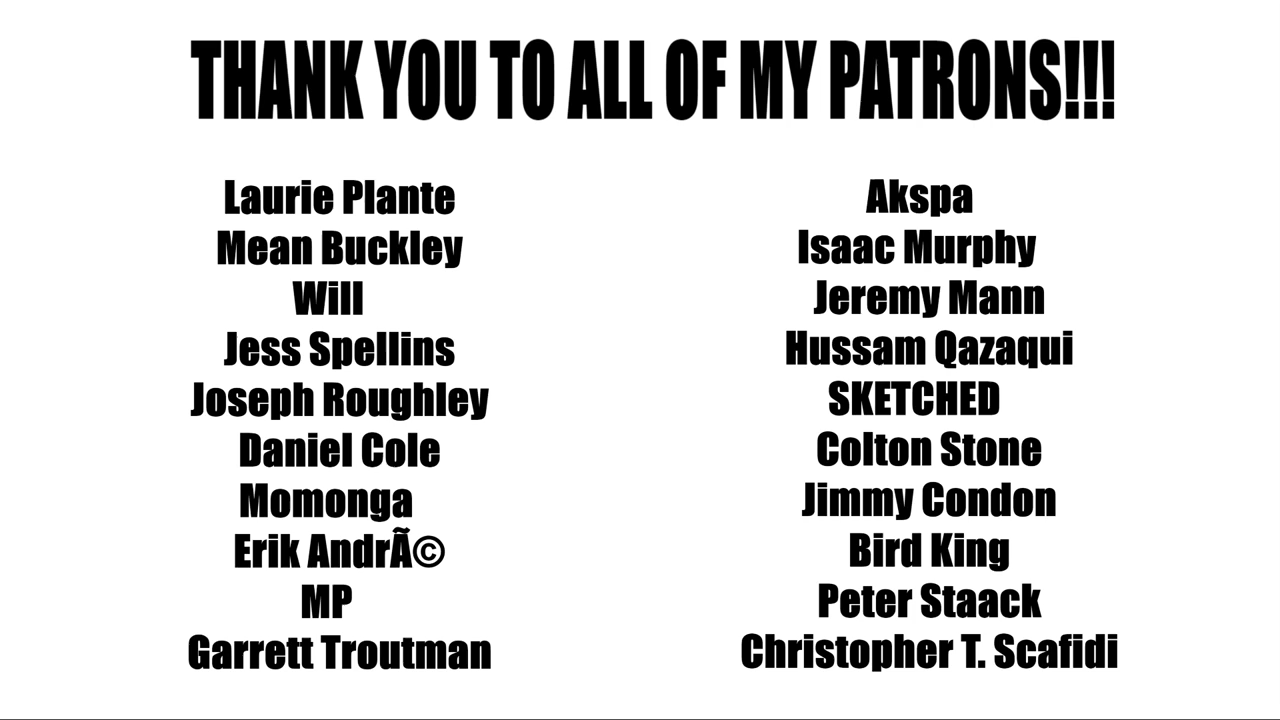 THANK YOU TO ALL OF MY PATRONS!!!
Laurie Plante
Mean Buckley
Will
Jess Spellins
Joseph Roughley
Daniel Cole
Momonga
Erik AndrÃ©
MP
Garrett Troutman
Akspa
Isaac Murphy
Jeremy Mann
Hussam Qazaqui
SKETCHED
Colton Stone
Jimmy Condon
Bird King
Peter Staack
Christopher T. Scafidi